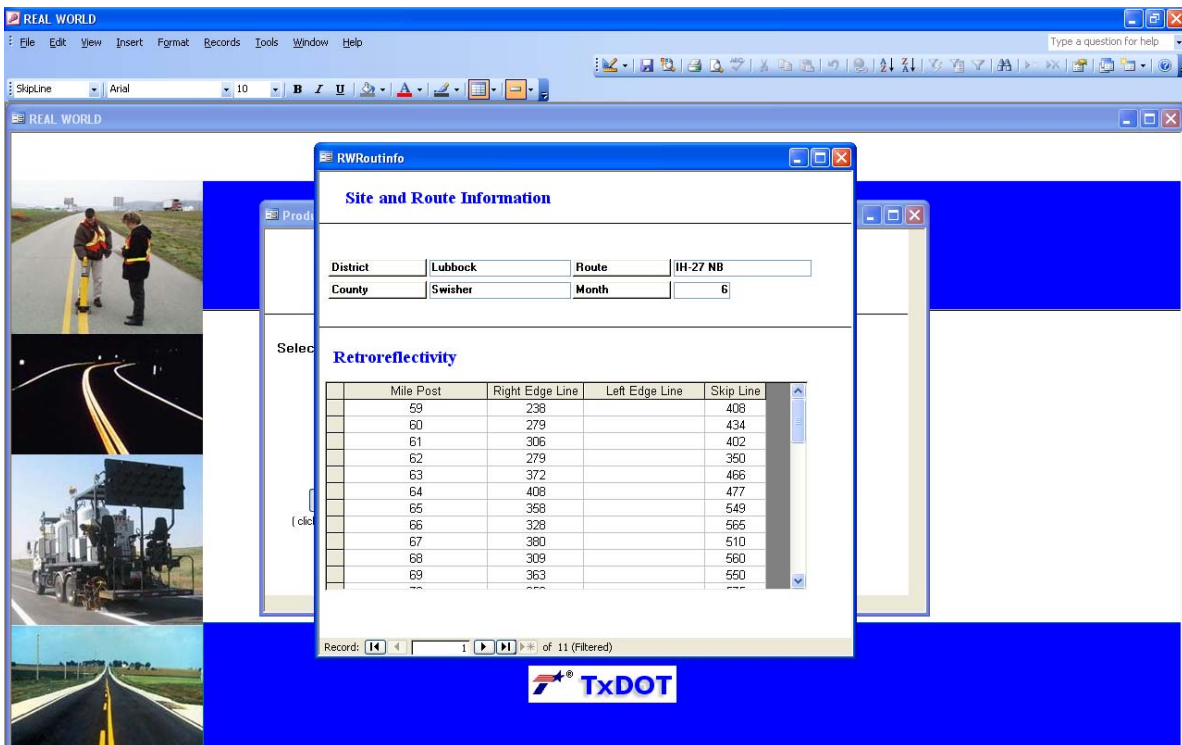 REAL WORLD
File Edit View Insert Format Records Tools Window Help
Type a question for help
SkipLine Arial 10 B I U A
REAL WORLD
RWRoutinfo
Site and Route Information
Produ
District Lubbock Route IH-27 NB
County Swisher Month 6
Selec
Retroreflectivity
Mile Post Right Edge Line Left Edge Line Skip Line
59 238 408
60 279 434
61 306 402
62 279 350
63 372 466
64 408 477
65 358 549
( clicl
66 328 565
67 380 510
68 309 560
69 363 550
Record: 1 of 11 (Filtered)
® TxDOT